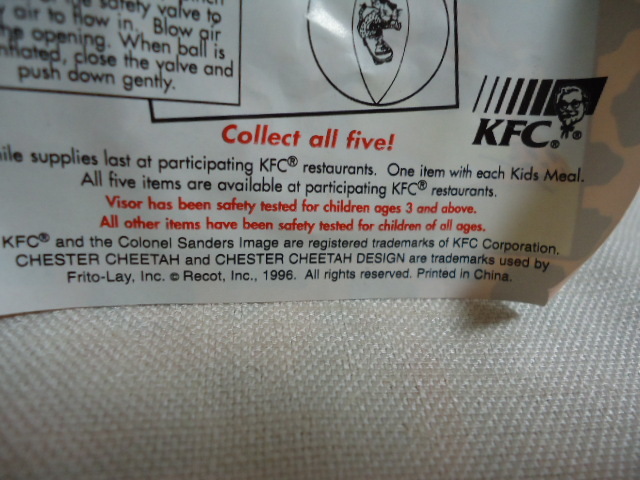 safety valve to
air to flow in. Blow air
opening. When ball is
inflated, close the valve and
push down gently.
KFC®
Collect all five!
supplies last at participating KFC® restaurants. One item with each Kids Meal.
All five items are available at participating KFC® restaurants.
Visor has been safety tested for children ages 3 and above.
All other items have been safety tested for children of all ages.
KFC® and the Colonel Sanders Image are registered trademarks of KFC Corporation.
CHESTER CHEETAH and CHESTER CHEETAH DESIGN are trademarks used by
Frito-Lay, Inc. © Recot, Inc., 1996. All rights reserved. Printed in China.